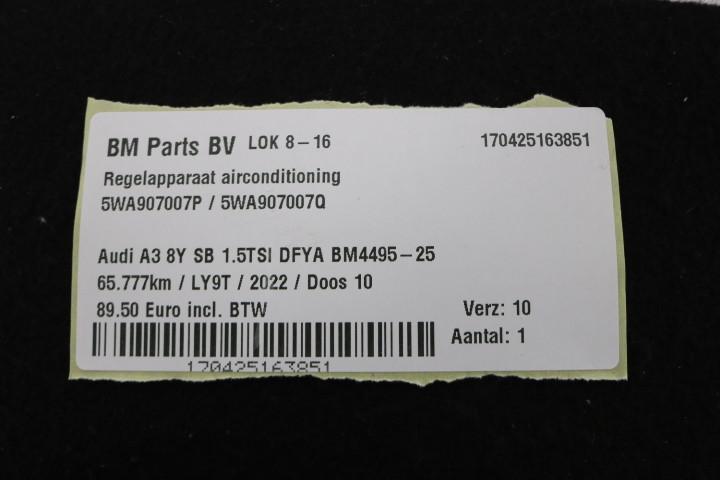 BM Parts BV LOK 8-16 170425163851
Regelapparaat airconditioning
5WA907007P / 5WA907007Q
Audi A3 8Y SB 1.5TSI DFYA BM4495-25
65.777km / LY9T / 2022 / Doos 10
89.50 Euro incl. BTW Verz: 10
Aantal: 1
170425163851